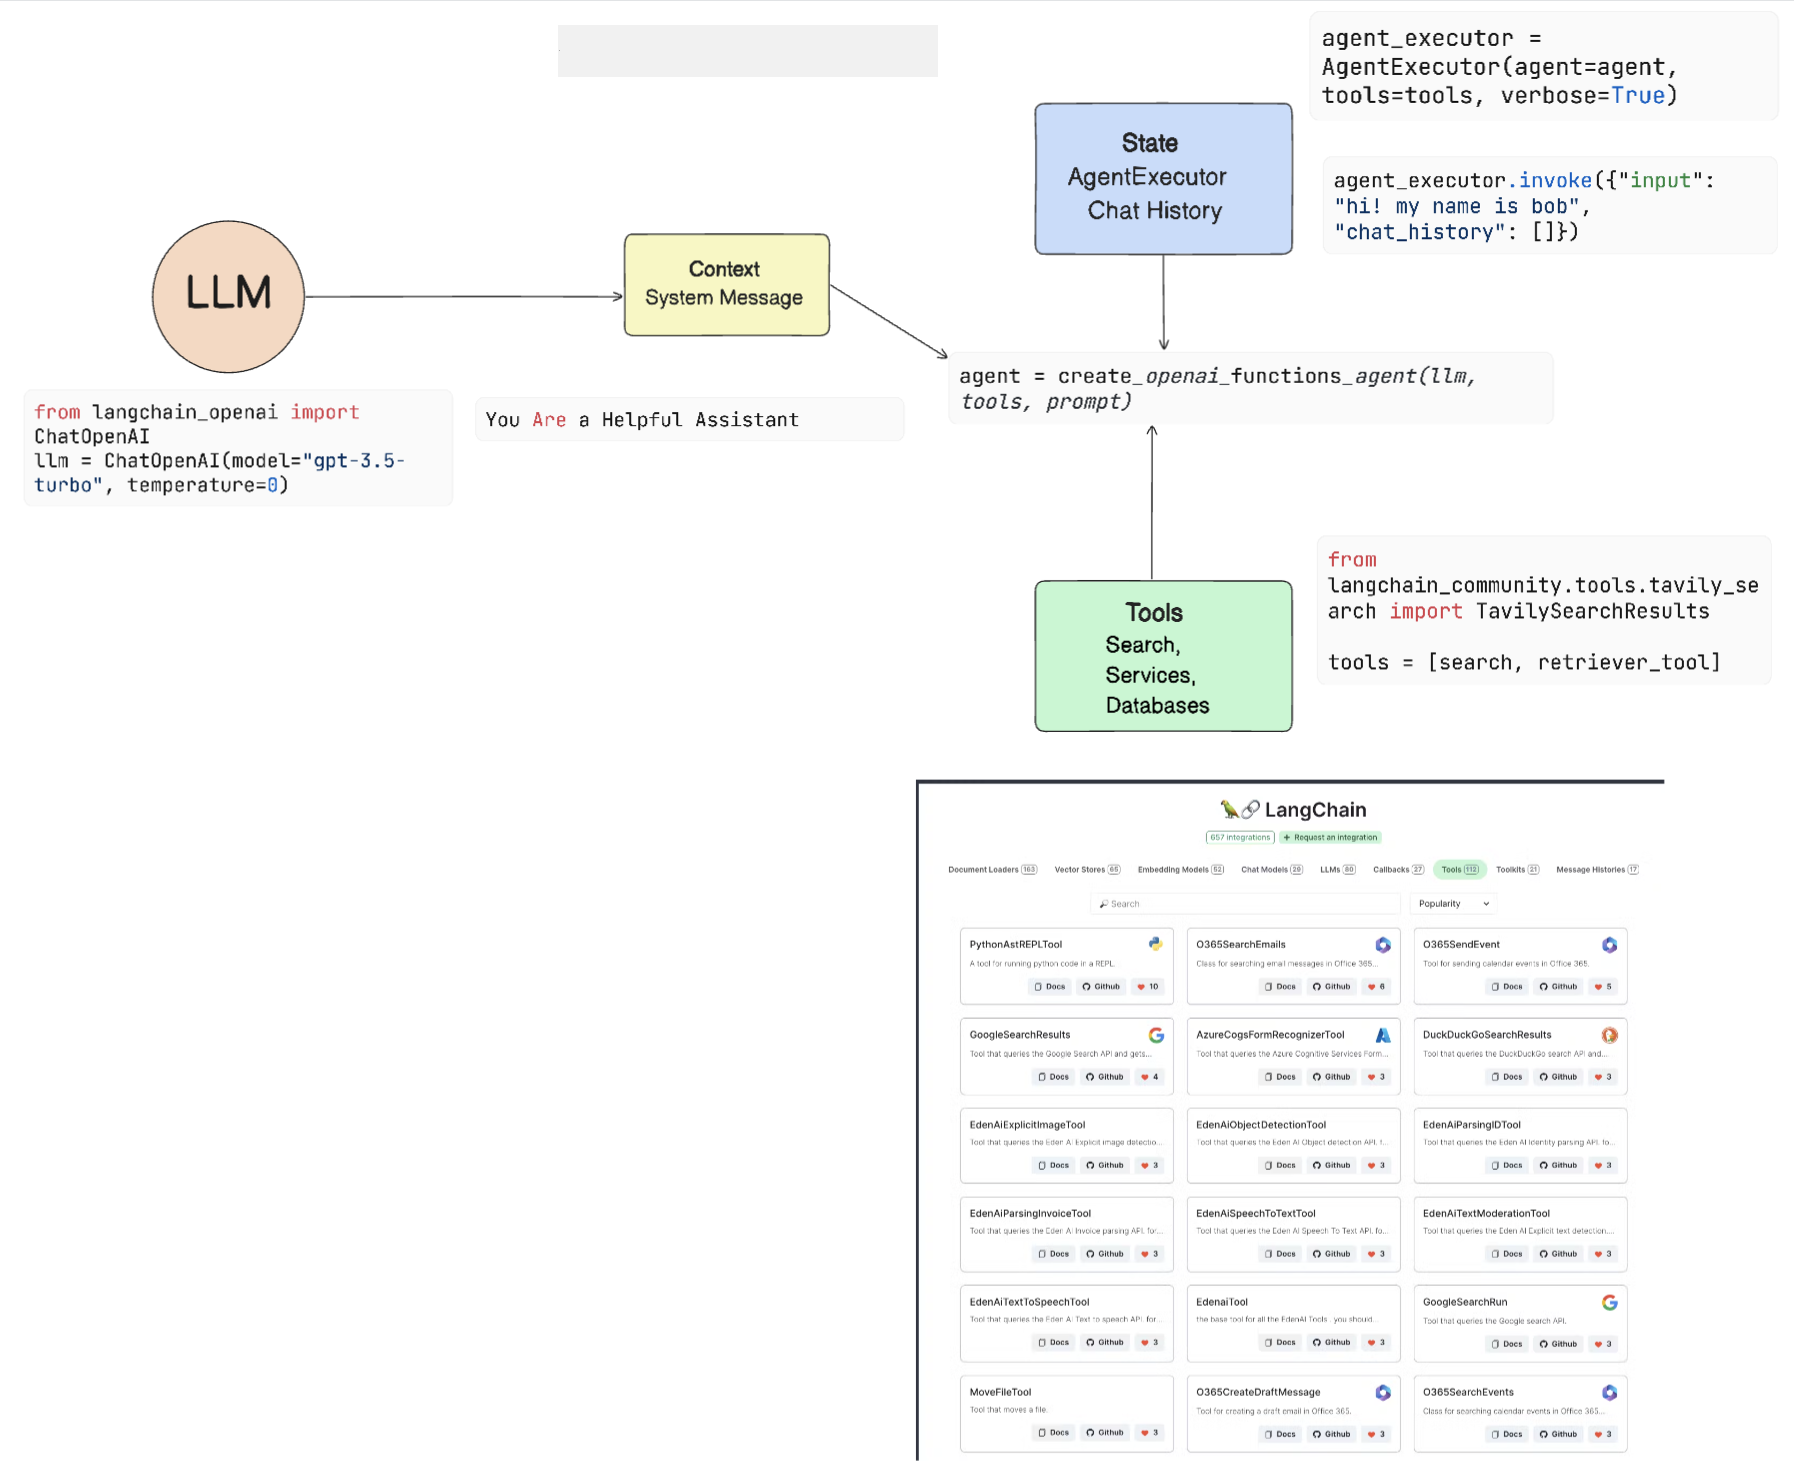 agent_executor =
AgentExecutor(agent=agent,
tools=tools, verbose=True)
State
AgentExecutor
Chat History
agent_executor.invoke({"input":
"hi! my name is bob",
"chat_history": []})
LLM
Context
System Message
agent = create_openai_functions_agent(llm,
tools, prompt)
from langchain_openai import
ChatOpenAI
llm = ChatOpenAI(model="gpt-3.5-
turbo", temperature=0)
You Are a Helpful Assistant
Tools
Search,
Services,
Databases
from
langchain_community.tools.tavily_se
arch import TavilySearchResults
tools = [search, retriever_tool]
LangChain
657 integrations + Request an integration
Document Loaders 163 Vector Stores 65 Embedding Models 52 Chat Models 29 LLMs 80 Callbacks 27 Tools 112 Toolkits 21 Message Histories 17
Search Popularity
PythonAstREPLTool
A tool for running python code in a REPL.
Docs Github 10
O365SearchEmails
Class for searching email messages in Office 365...
Docs Github 6
O365SendEvent
Tool for sending calendar events in Office 365.
Docs Github 5
GoogleSearchResults
Tool that queries the Google Search API and gets...
Docs Github 4
AzureCogsFormRecognizerTool
Tool that queries the Azure Cognitive Services Form...
Docs Github 3
DuckDuckGoSearchResults
Tool that queries the DuckDuckGo search API and...
Docs Github 3
EdenAiExplicitImageTool
Tool that queries the Eden AI Explicit image detectio...
Docs Github 3
EdenAiObjectDetectionTool
Tool that queries the Eden AI Object detection API. f...
Docs Github 3
EdenAiParsingIDTool
Tool that queries the Eden AI Identity parsing API. fo...
Docs Github 3
EdenAiParsingInvoiceTool
Tool that queries the Eden AI Invoice parsing API. for...
Docs Github 3
EdenAiSpeechToTextTool
Tool that queries the Eden AI Speech To Text API. fo...
Docs Github 3
EdenAiTextModerationTool
Tool that queries the Eden AI Explicit text detection....
Docs Github 3
EdenAiTextToSpeechTool
Tool that queries the Eden AI Text to speech API. for...
Docs Github 3
EdenaiTool
the base tool for all the EdenAI Tools . you should...
Docs Github 3
GoogleSearchRun
Tool that queries the Google search API.
Docs Github 3
MoveFileTool
Tool that moves a file.
Docs Github 3
O365CreateDraftMessage
Tool for creating a draft email in Office 365.
Docs Github 3
O365SearchEvents
Class for searching calendar events in Office 365...
Docs Github 3